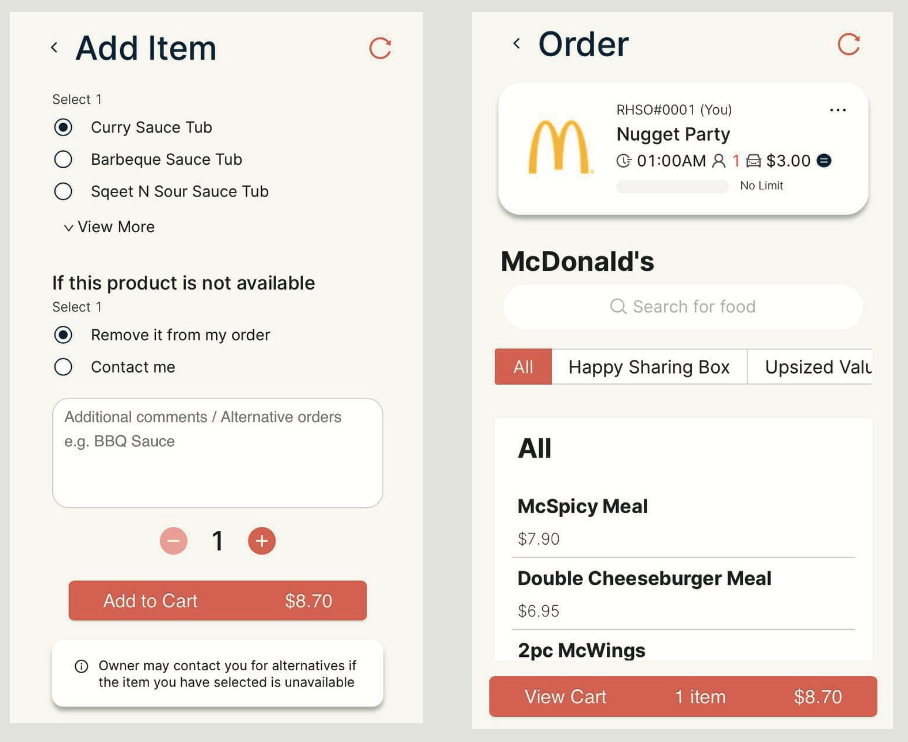 Add Item
Select 1
Curry Sauce Tub
Barbeque Sauce Tub
Sqeet N Sour Sauce Tub
View More
If this product is not available
Select 1
Remove it from my order
Contact me
Additional comments / Alternative orders
e.g. BBQ Sauce
1
Add to Cart $8.70
Owner may contact you for alternatives if
the item you have selected is unavailable
Order
RHSO#0001 (You)
Nugget Party
01:00AM 1 $3.00
No Limit
McDonald's
Search for food
All Happy Sharing Box Upsized Valu
All
McSpicy Meal
$7.90
Double Cheeseburger Meal
$6.95
2pc McWings
View Cart 1 item $8.70